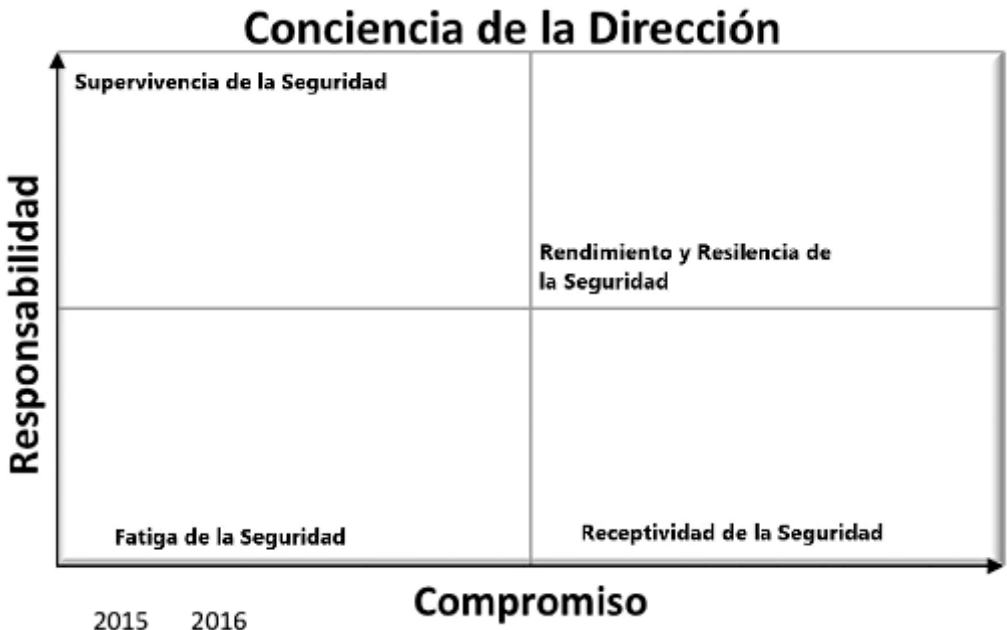 Conciencia de la Dirección
Supervivencia de la Seguridad
Responsabilidad
Rendimiento y Resilencia de
la Seguridad
Fatiga de la Seguridad
Receptividad de la Seguridad
Compromiso
2015 2016